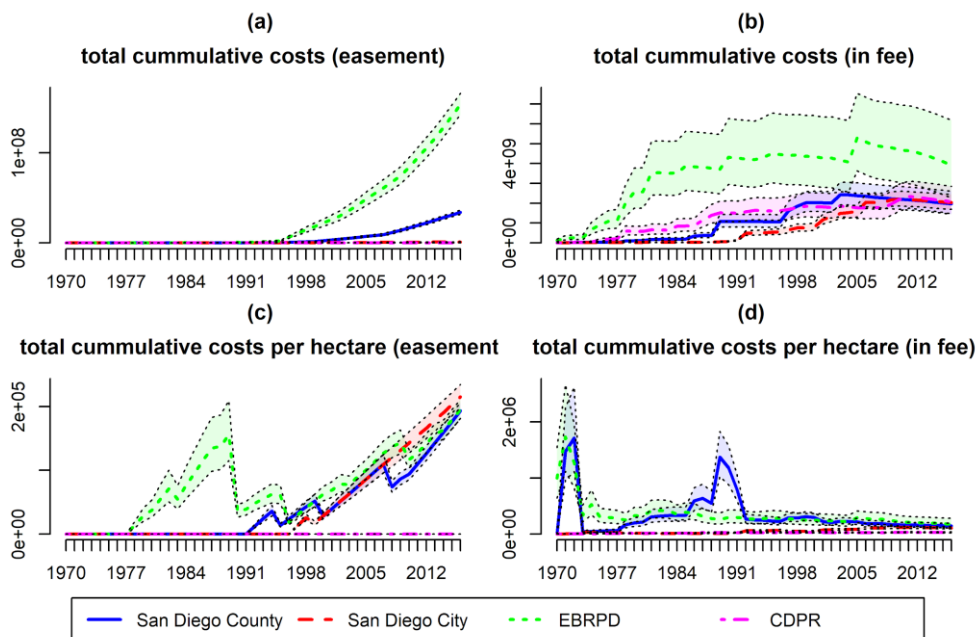 (a)
total cummulative costs (easement)
0e+00 1e+08
1970 1977 1984 1991 1998 2005 2012
(b)
total cummulative costs (in fee)
0e+00 4e+09
1970 1977 1984 1991 1998 2005 2012
(c)
total cummulative costs per hectare (easement
0e+00 2e+05
1970 1977 1984 1991 1998 2005 2012
(d)
total cummulative costs per hectare (in fee)
0e+00 2e+06
1970 1977 1984 1991 1998 2005 2012
San Diego County San Diego City EBRPD CDPR